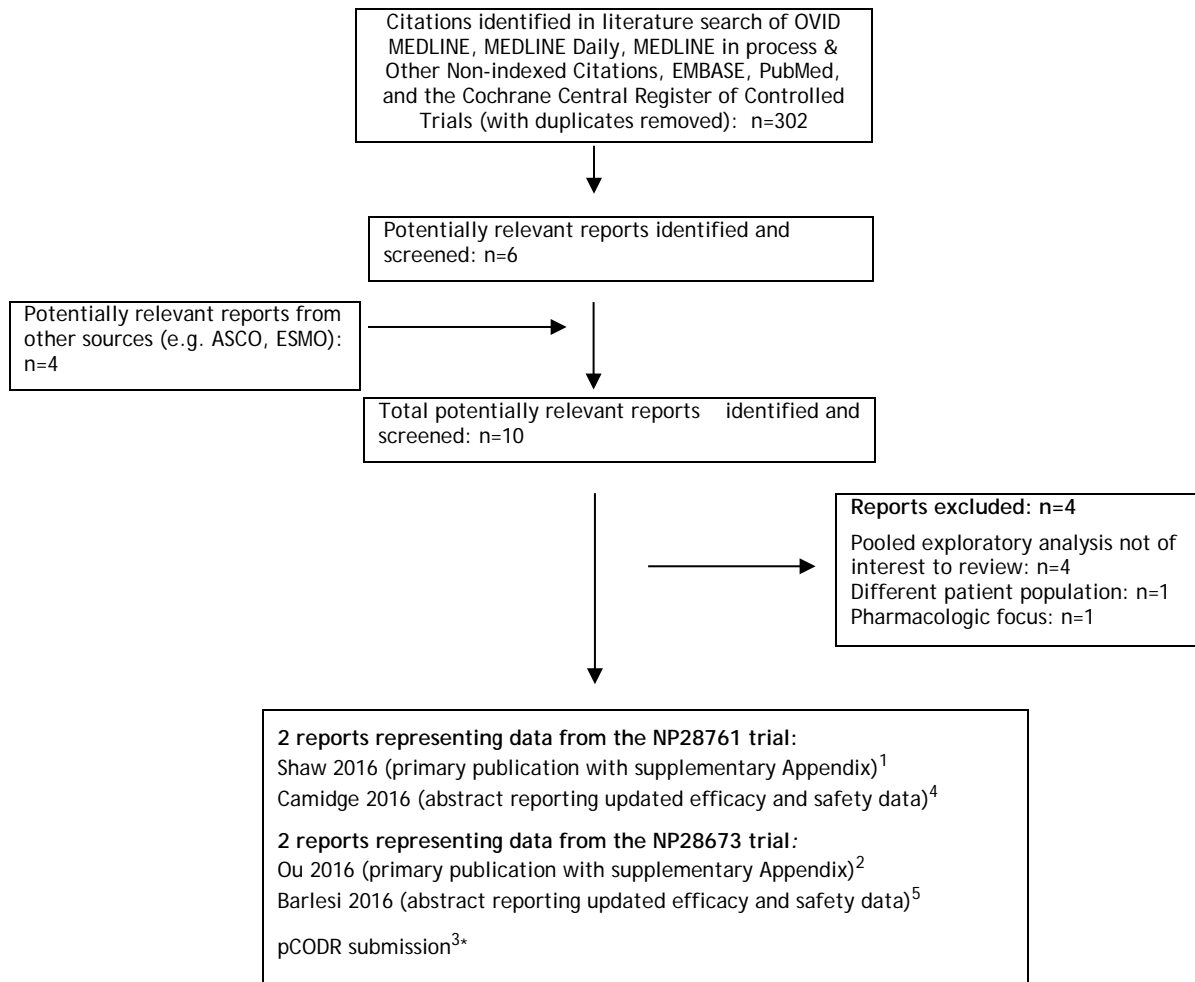 Citations identified in literature search of OVID
MEDLINE, MEDLINE Daily, MEDLINE in process &
Other Non-indexed Citations, EMBASE, PubMed,
and the Cochrane Central Register of Controlled
Trials (with duplicates removed): n=302
Potentially relevant reports identified and
screened: n=6
Potentially relevant reports from
other sources (e.g. ASCO, ESMO):
n=4
Total potentially relevant reports identified and
screened: n=10
Reports excluded: n=4
Pooled exploratory analysis not of
interest to review: n=4
Different patient population: n=1
Pharmacologic focus: n=1
2 reports representing data from the NP28761 trial:
Shaw 2016 (primary publication with supplementary Appendix)1
Camidge 2016 (abstract reporting updated efficacy and safety data)4
2 reports representing data from the NP28673 trial:
Ou 2016 (primary publication with supplementary Appendix)2
Barlesi 2016 (abstract reporting updated efficacy and safety data)5
pCODR submission3*